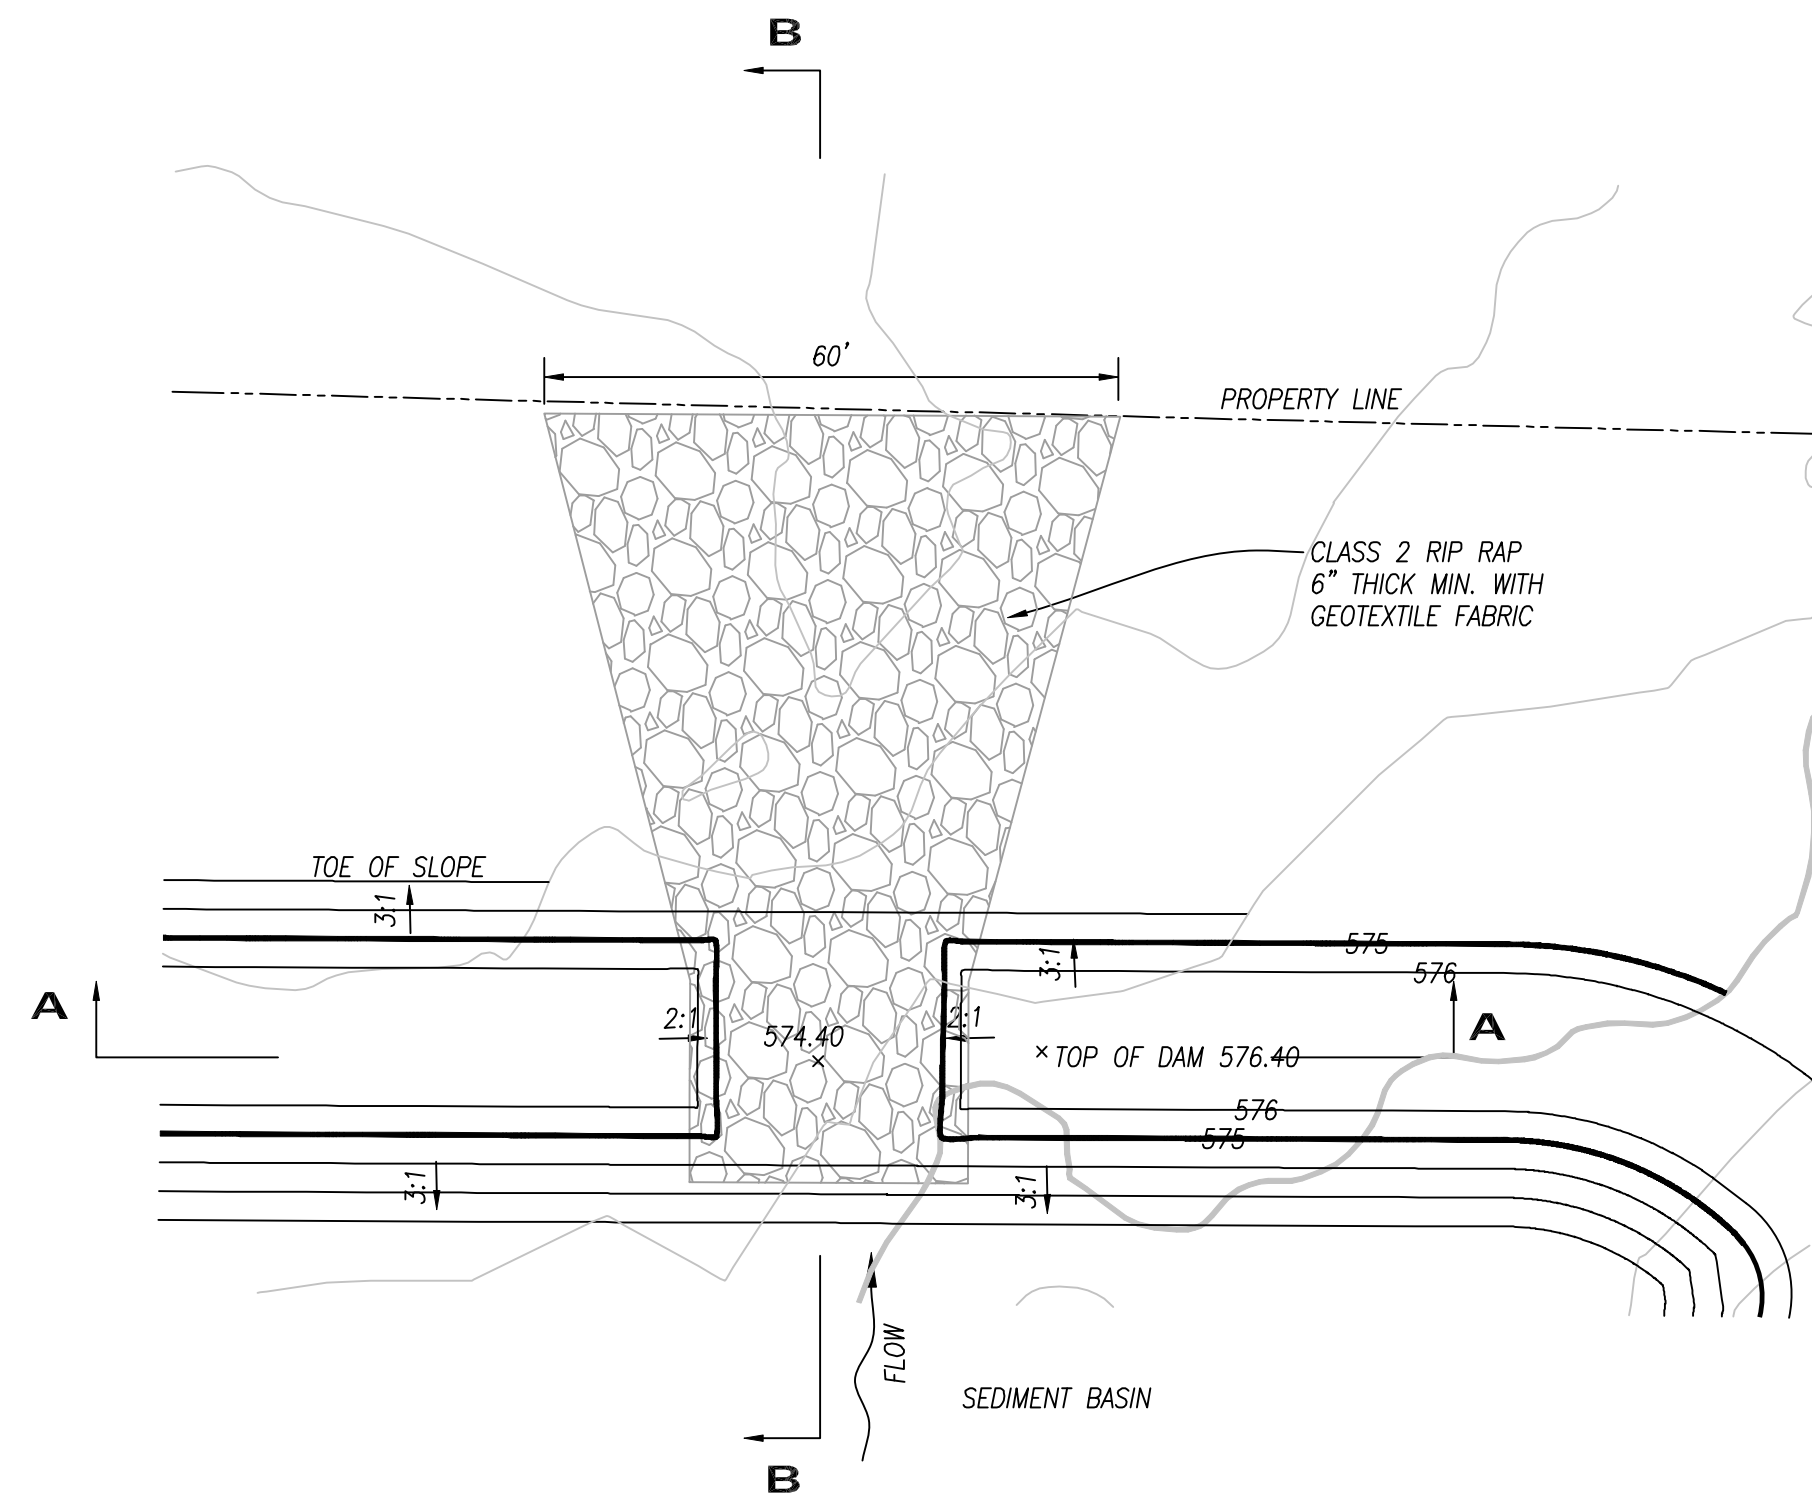 B
60'
PROPERTY LINE
CLASS 2 RIP RAP
6" THICK MIN. WITH
GEOTEXTILE FABRIC
TOE OF SLOPE
3:1
575
3:1
576
A
2:1
574.40
2:1
A
TOP OF DAM 576.40
576
575
3:1
3:1
FLOW
SEDIMENT BASIN
B